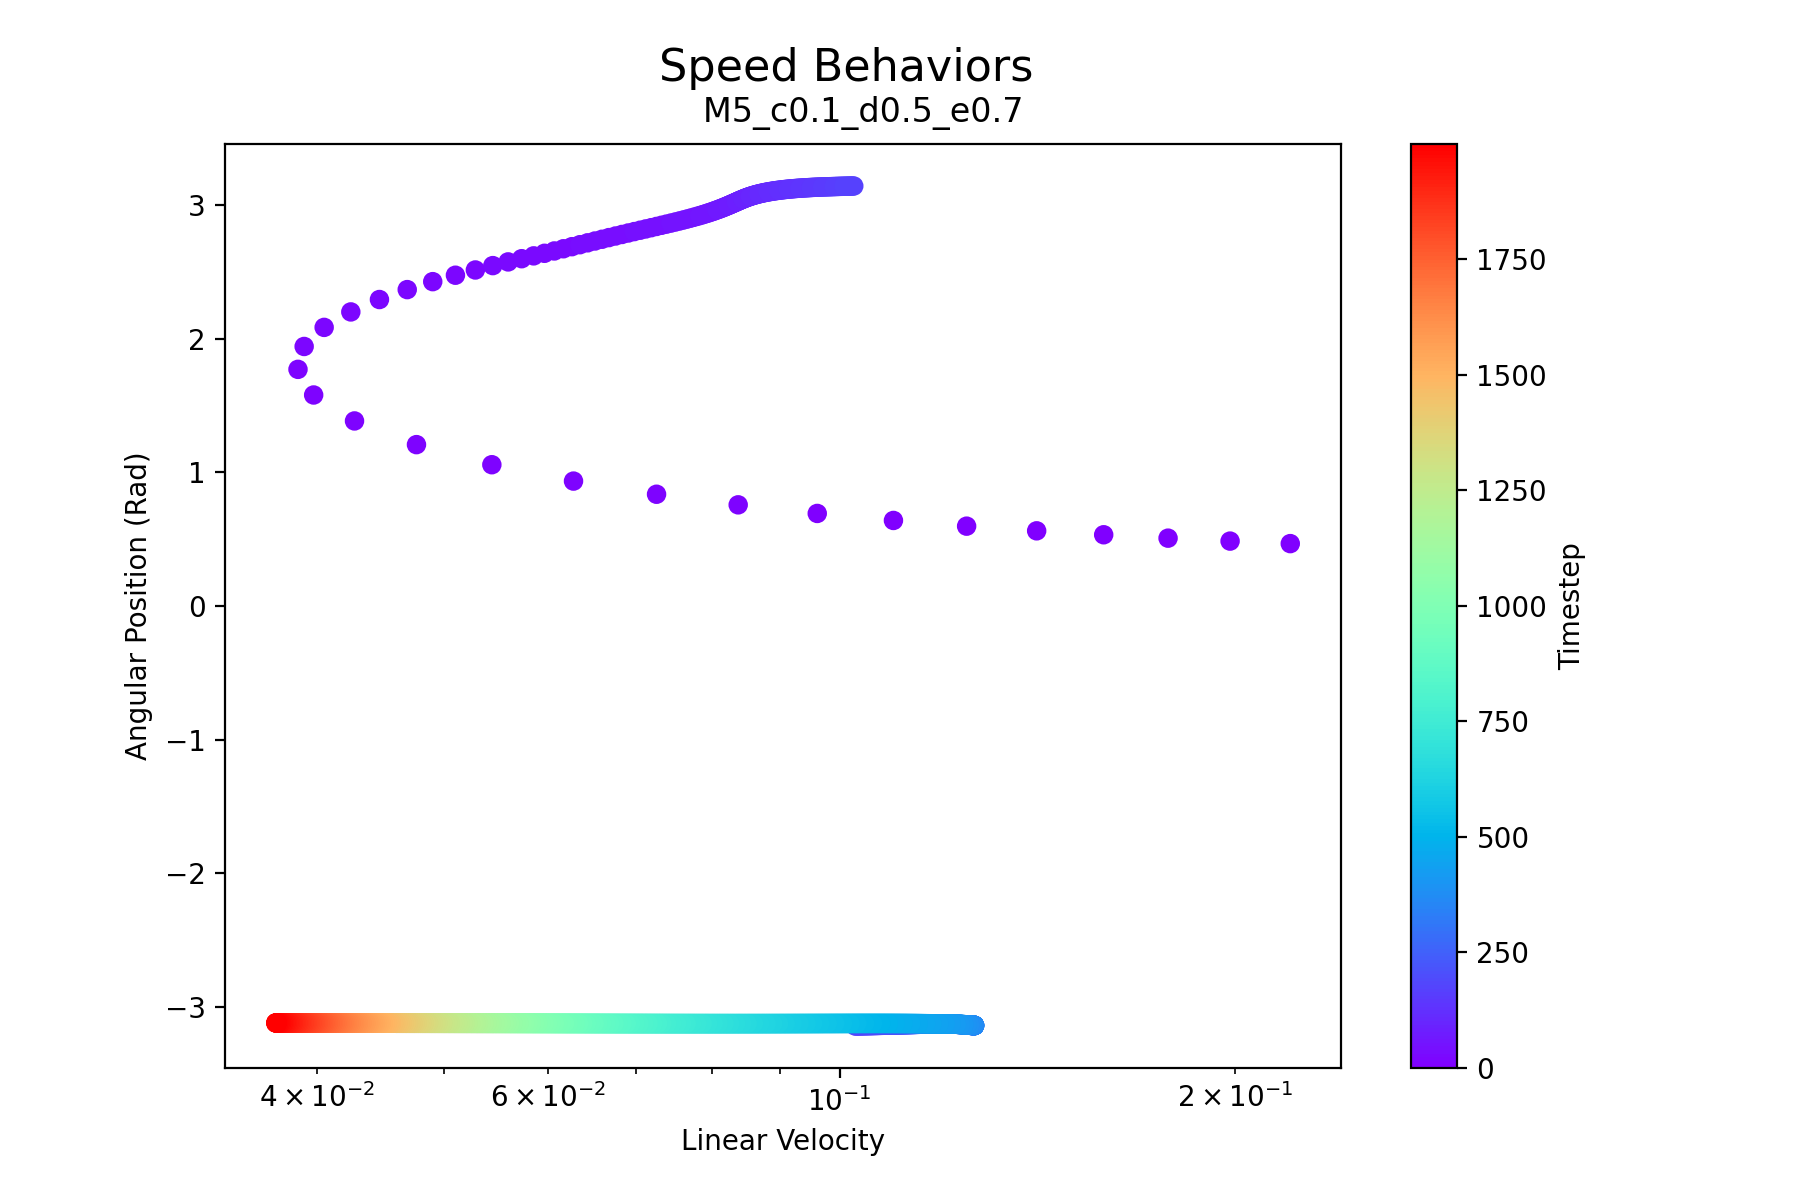 Speed Behaviors
M5_c0.1_d0.5_e0.7
Angular Position (Rad)
3
2
1
0
−1
−2
−3
4 × 10⁻²
6 × 10⁻²
10⁻¹
2 × 10⁻¹
Linear Velocity
1750
1500
1250
1000
750
500
250
0
Timestep